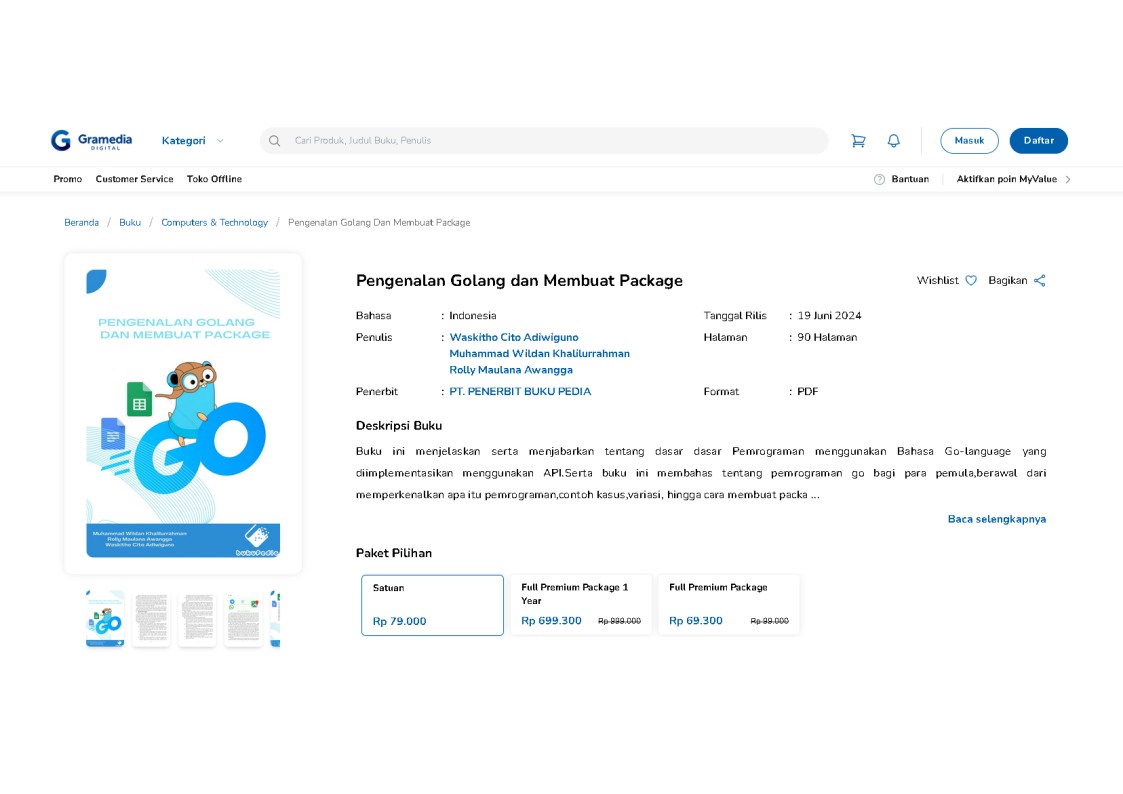 Gramedia
DIGITAL
Kategori
Cari Produk, Judul Buku, Penulis
Masuk
Daftar
Promo
Customer Service
Toko Offline
Bantuan
Aktifkan poin MyValue
Beranda / Buku / Computers & Technology / Pengenalan Golang Dan Membuat Package
PENGENALAN GOLANG
DAN MEMBUAT PACKAGE
GO
Muhammad Wildan Khalilurrahman
Rolly Maulana Awangga
Waskitho Cito Adiwiguno
bukuPedia
Pengenalan Golang dan Membuat Package
Wishlist
Bagikan
Bahasa : Indonesia
Tanggal Rilis : 19 Juni 2024
Penulis : Waskitho Cito Adiwiguno
Muhammad Wildan Khalilurrahman
Rolly Maulana Awangga
Halaman : 90 Halaman
Penerbit : PT. PENERBIT BUKU PEDIA
Format : PDF
Deskripsi Buku
Buku ini menjelaskan serta menjabarkan tentang dasar dasar Pemrograman menggunakan Bahasa Go-language yang
diimplementasikan menggunakan API.Serta buku ini membahas tentang pemrograman go bagi para pemula,berawal dari
memperkenalkan apa itu pemrograman,contoh kasus,variasi, hingga cara membuat packa ...
Baca selengkapnya
Paket Pilihan
Satuan
Rp 79.000
Full Premium Package 1
Year
Rp 699.300 Rp 999.000
Full Premium Package
Rp 69.300 Rp 99.000